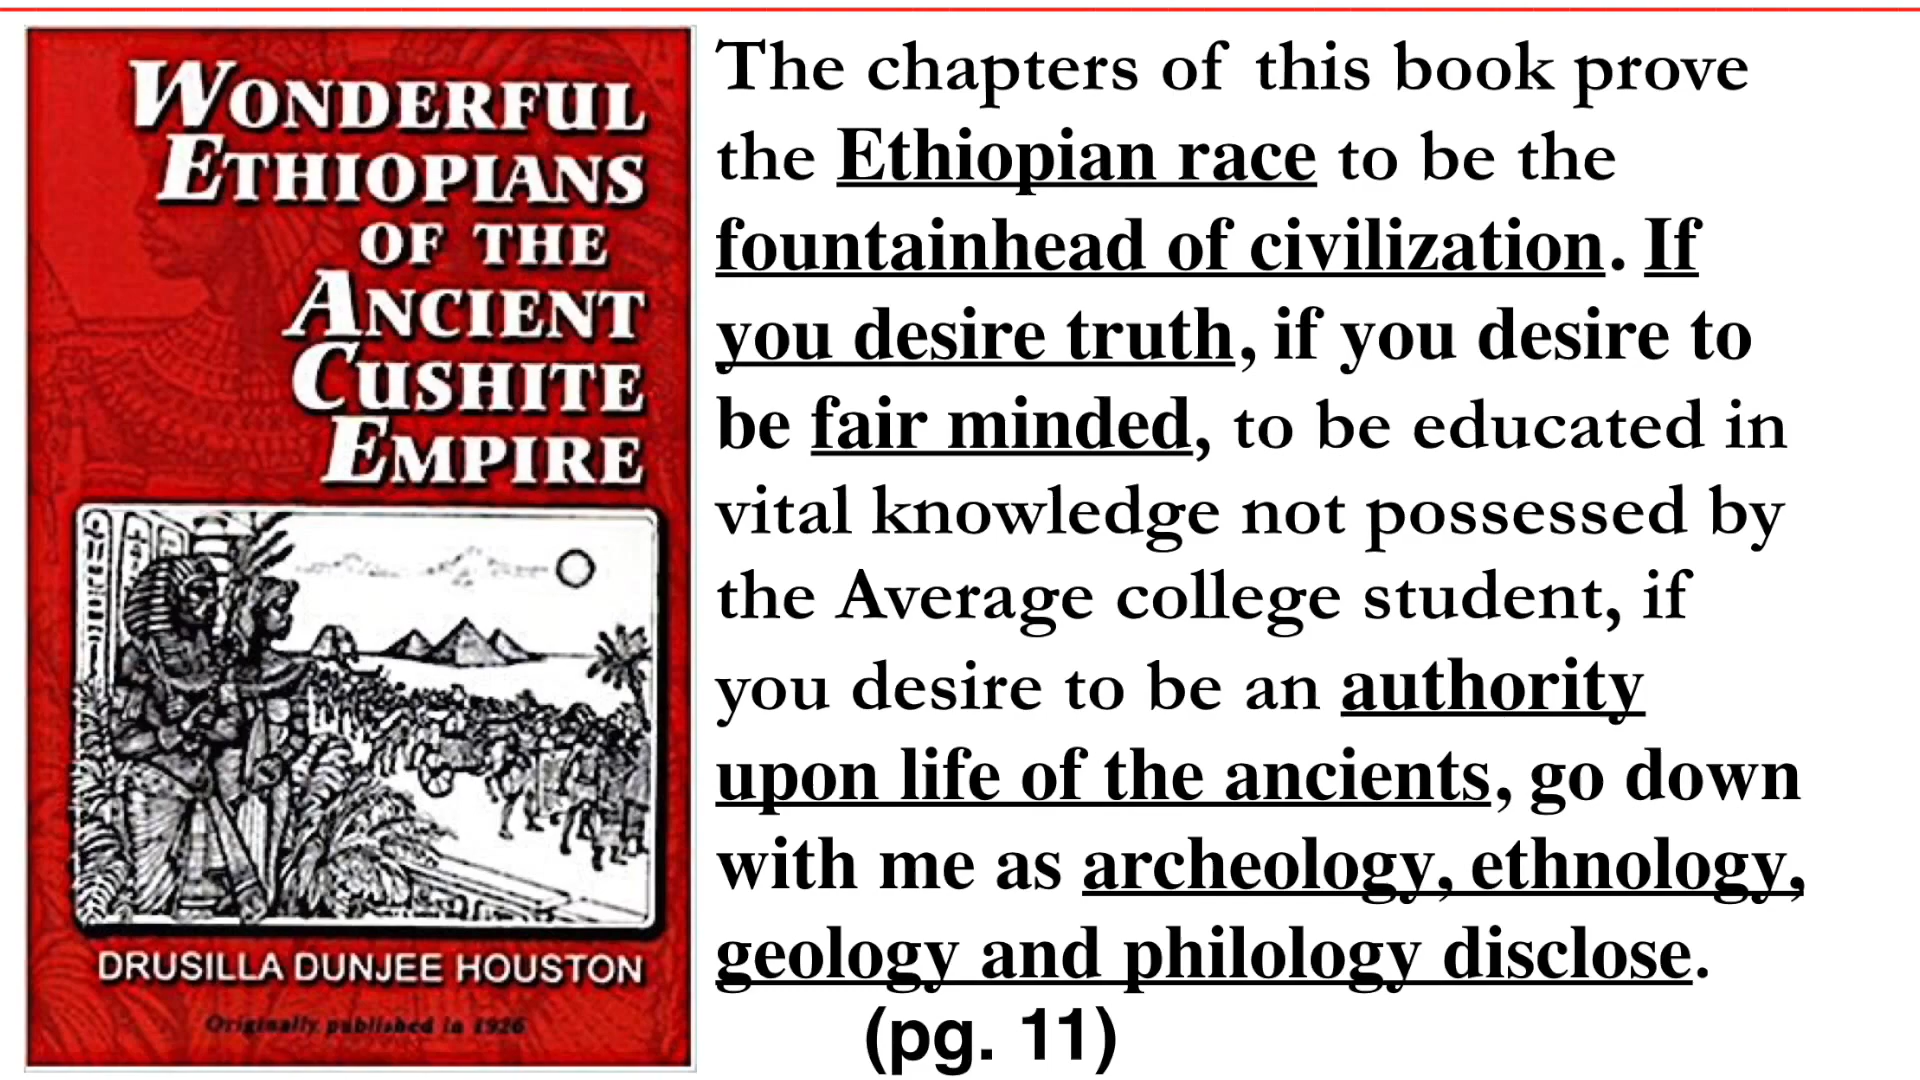 WONDERFUL
ETHIOPIANS
OF THE
ANCIENT
CUSHITE
EMPIRE
DRUSILLA DUNJEE HOUSTON
Originally published in 1926
The chapters of this book prove
the Ethiopian race to be the
fountainhead of civilization. If
you desire truth, if you desire to
be fair minded, to be educated in
vital knowledge not possessed by
the Average college student, if
you desire to be an authority
upon life of the ancients, go down
with me as archeology, ethnology,
geology and philology disclose.
(pg. 11)